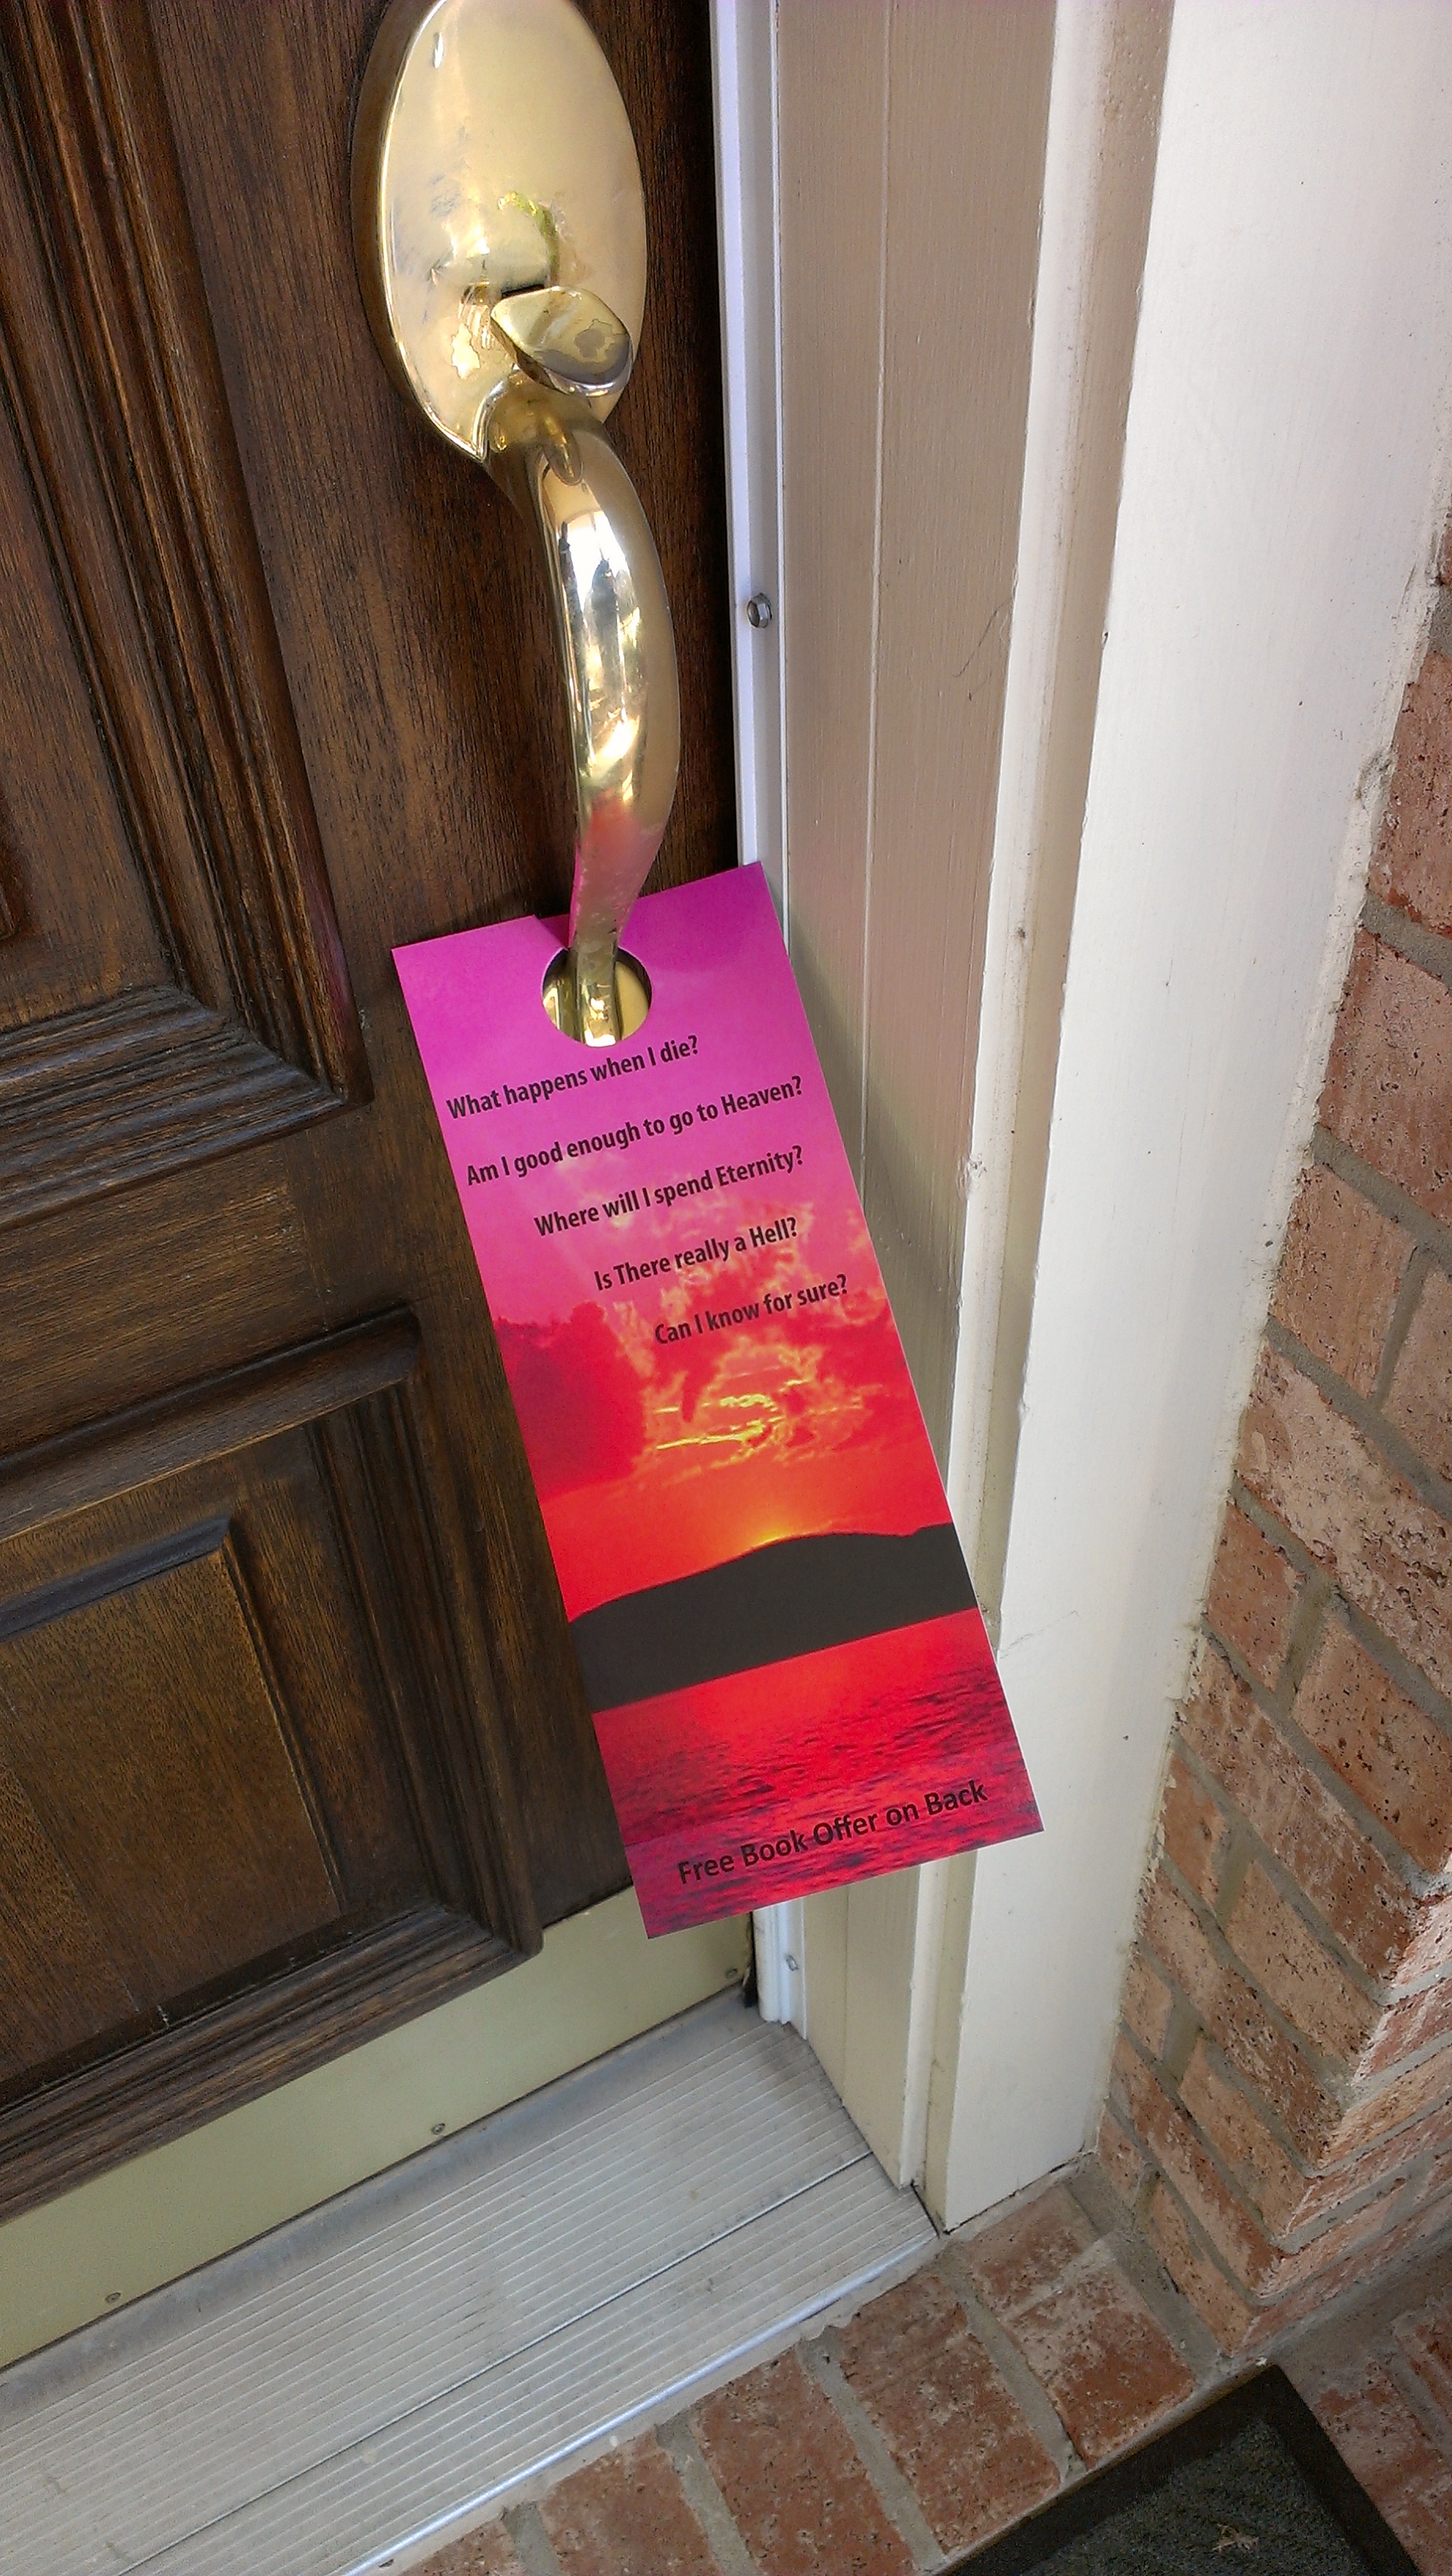 What happens when I die?
Am I good enough to go to Heaven?
Where will I spend Eternity?
Is There really a Hell?
Can I know for sure?
Free Book Offer on Back